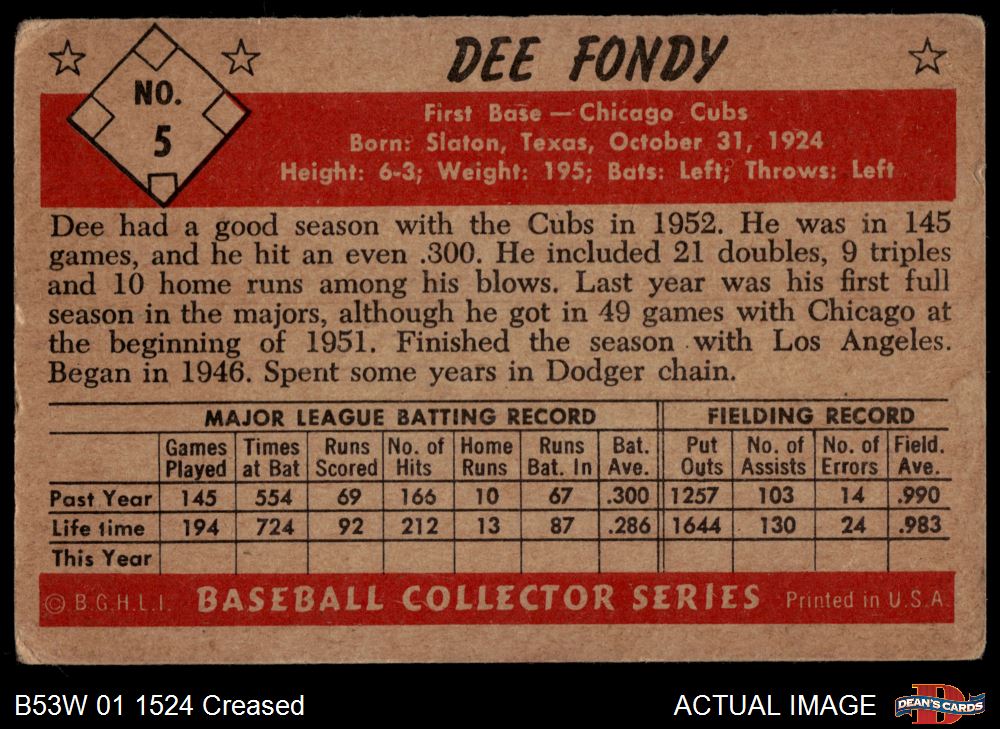 DEE FONDY
NO.
5
First Base — Chicago Cubs
Born: Slaton, Texas, October 31, 1924
Height: 6-3; Weight: 195; Bats: Left; Throws: Left
Dee had a good season with the Cubs in 1952. He was in 145
games, and he hit an even .300. He included 21 doubles, 9 triples
and 10 home runs among his blows. Last year was his first full
season in the majors, although he got in 49 games with Chicago at
the beginning of 1951. Finished the season with Los Angeles.
Began in 1946. Spent some years in Dodger chain.
MAJOR LEAGUE BATTING RECORD FIELDING RECORD
Games Times Runs No. of Home Runs Bat. Put No. of No. of Field.
Played at Bat Scored Hits Runs Bat. In Ave. Outs Assists Errors Ave.
Past Year 145 554 69 166 10 67 .300 1257 103 14 .990
Life time 194 724 92 212 13 87 .286 1644 130 24 .983
This Year
© B.G.H.L.I. BASEBALL COLLECTOR SERIES Printed in U.S.A.
B53W 01 1524 Creased ACTUAL IMAGE D DEAN'S CARDS